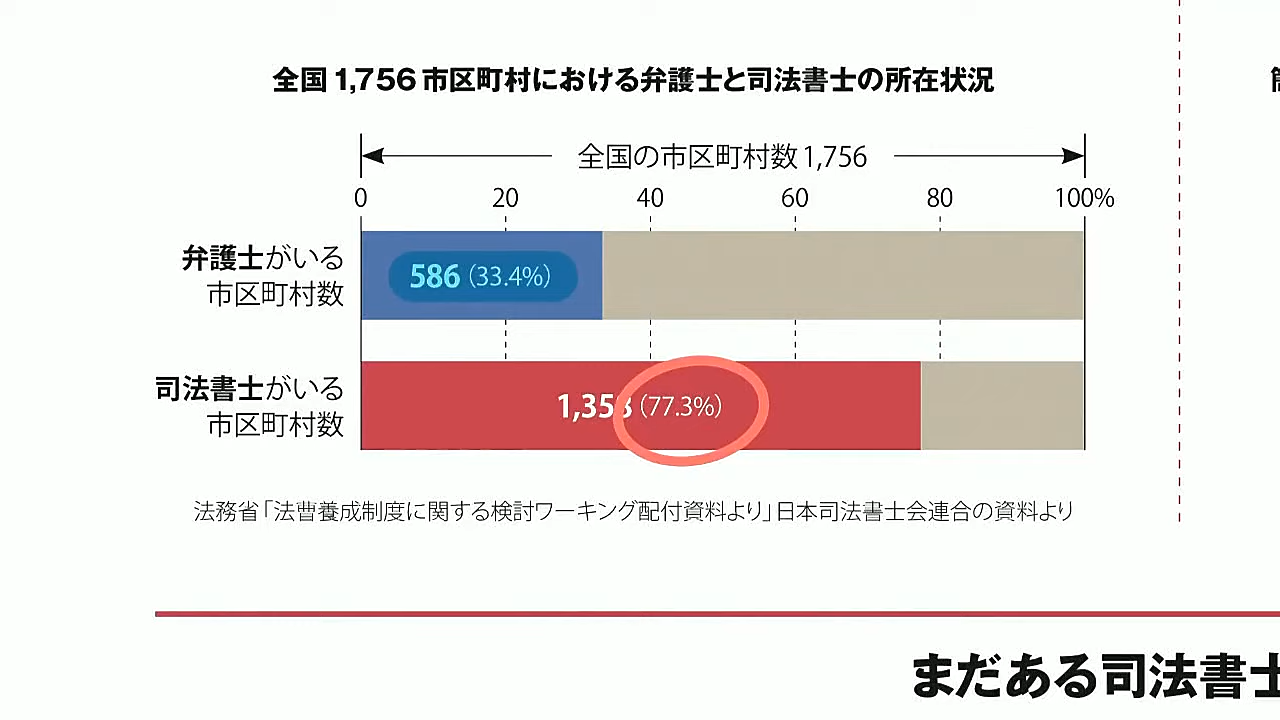 全国1,756市区町村における弁護士と司法書士の所在状況
全国の市区町村数1,756
0 20 40 60 80 100%
弁護士がいる
市区町村数
586(33.4%)
司法書士がいる
市区町村数
1,358(77.3%)
法務省「法曹養成制度に関する検討ワーキング配付資料より」日本司法書士会連合の資料より
まだある司法書士